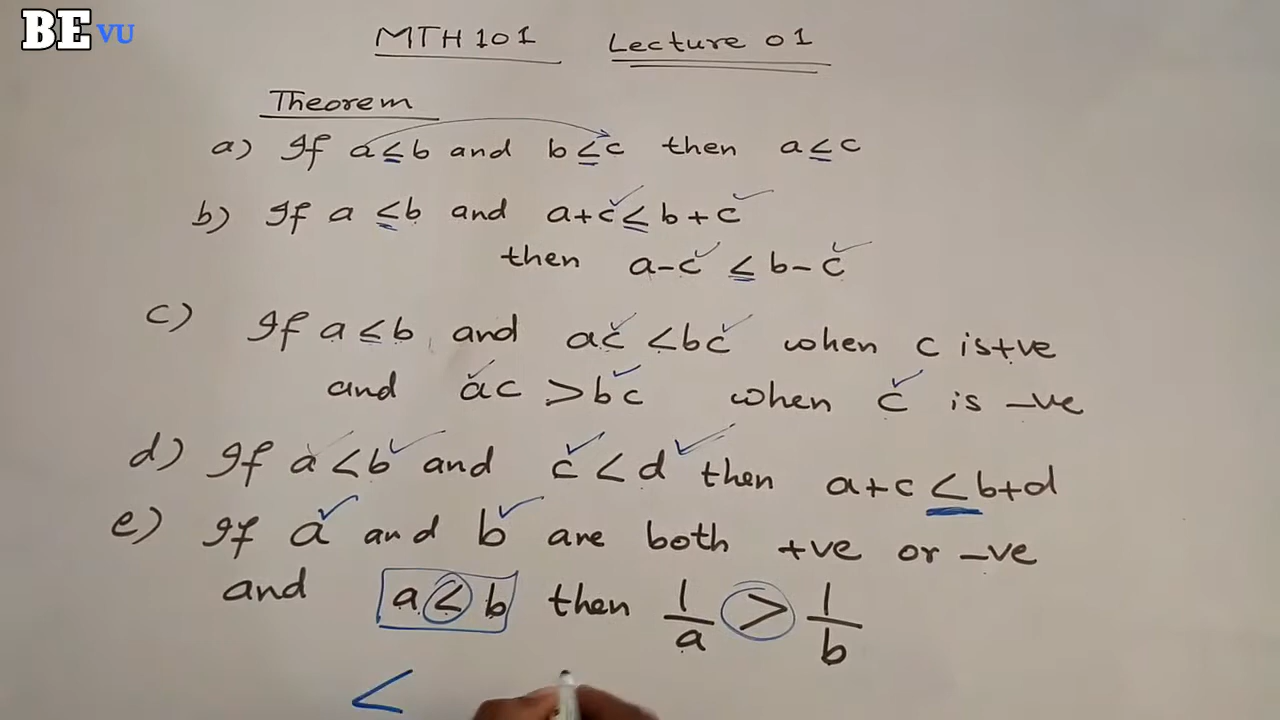 BE VU
MTH 101 Lecture 01
Theorem
a) If a ≤ b and b ≤ c then a ≤ c
b) If a ≤ b and a+c ≤ b+c
then a-c ≤ b-c
c) If a ≤ b, and ac < bc when c is +ve
and ac > bc when c is -ve
d) If a < b and c < d then a+c ≤ b+d
e) If a and b are both +ve or -ve
and a < b then 1/a > 1/b
<